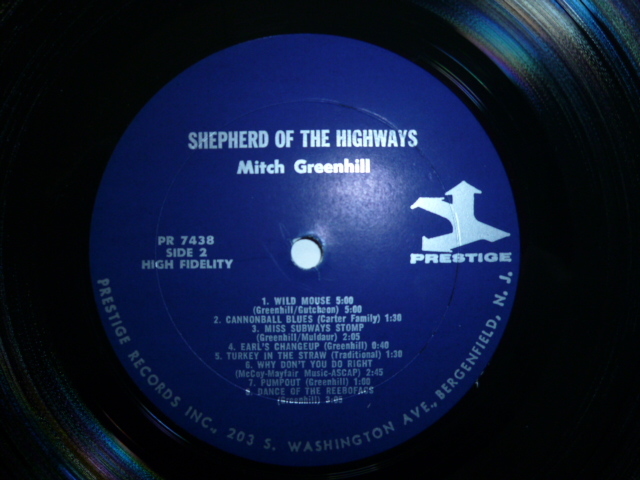 SHEPHERD OF THE HIGHWAYS
Mitch Greenhill
PR 7438
SIDE 2
HIGH FIDELITY
PRESTIGE
1. WILD MOUSE 5:00
(Greenhill/Gutcheon) 5:00
2. CANNONBALL BLUES (Carter Family) 1:30
3. MISS SUBWAYS STOMP
(Greenhill/Muldaur) 2:05
4. EARL'S CHANGEUP (Greenhill) 0:40
5. TURKEY IN THE STRAW (Traditional) 1:30
6. WHY DON'T YOU DO RIGHT
(McCoy-Mayfair Music-ASCAP) 2:45
7. PUMPOUT (Greenhill) 1:00
8. DANCE OF THE
(Greenhill) 3:05
PRESTIGE RECORDS INC., 203 S. WASHINGTON AVE., BERGENFIELD, N. J.